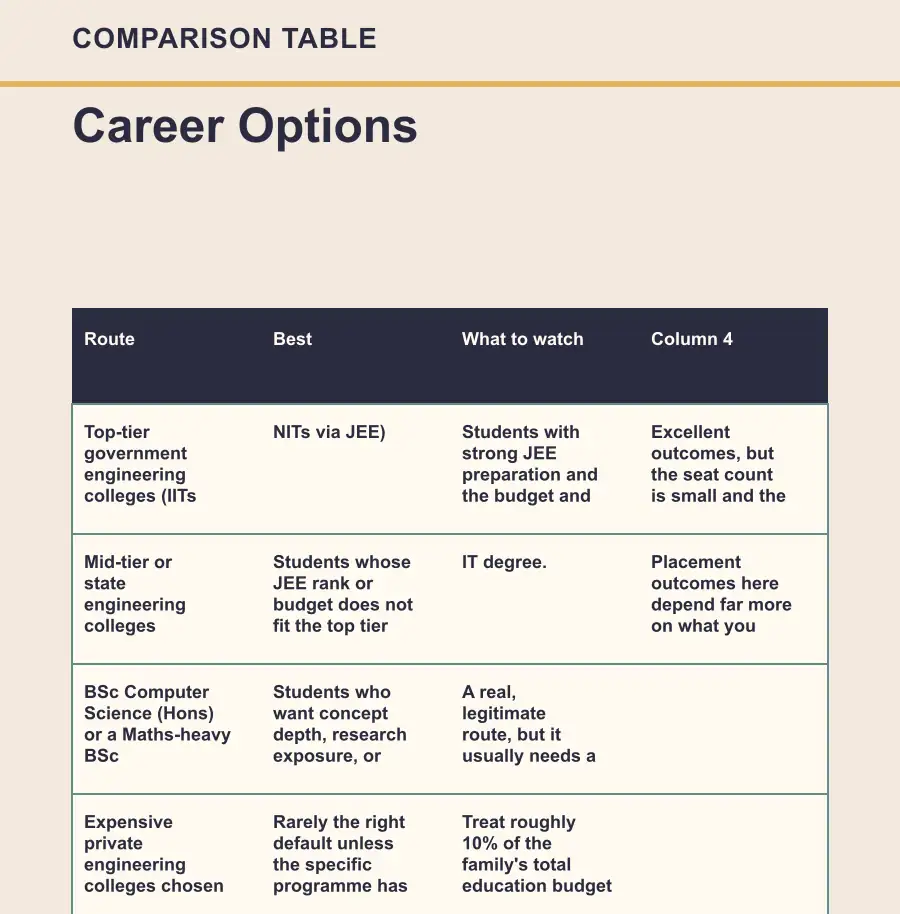 COMPARISON TABLE
Career Options
Route
Best
What to watch
Column 4
Top-tier
government
engineering
colleges (IITs
NITs via JEE)
Students with
strong JEE
preparation and
the budget and
Excellent
outcomes, but
the seat count
is small and the
Mid-tier or
state
engineering
colleges
Students whose
JEE rank or
budget does not
fit the top tier
IT degree.
Placement
outcomes here
depend far more
on what you
BSc Computer
Science (Hons)
or a Maths-heavy
BSc
Students who
want concept
depth, research
exposure, or
A real,
legitimate
route, but it
usually needs a
Expensive
private
engineering
colleges chosen
Rarely the right
default unless
the specific
programme has
Treat roughly
10% of the
family's total
education budget